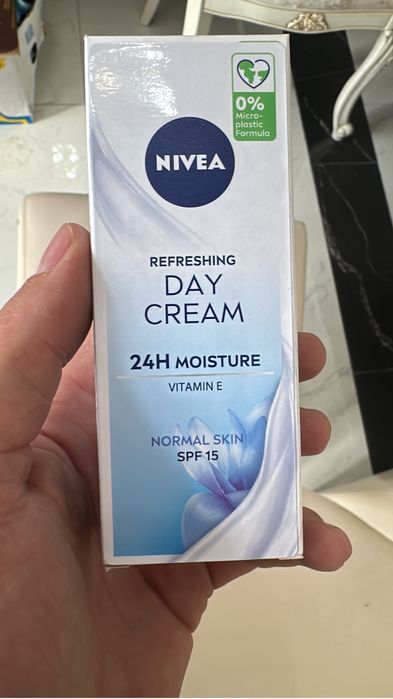 0%
Micro-
plastic
Formula
NIVEA
REFRESHING
DAY
CREAM
24H MOISTURE
VITAMIN E
NORMAL SKIN
SPF 15